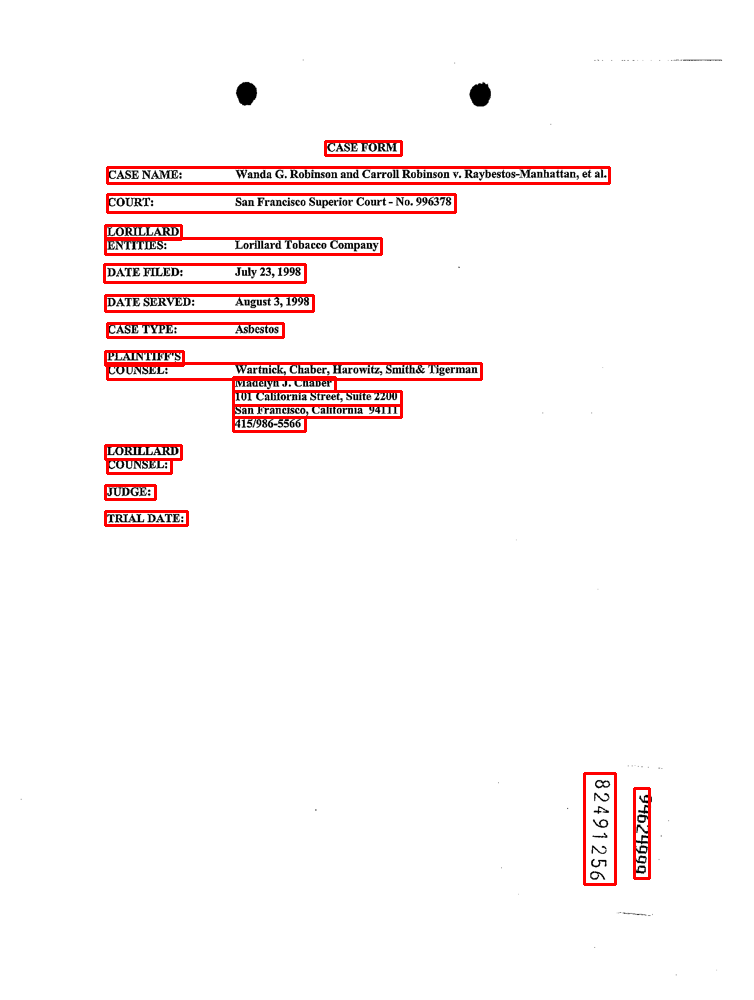 CASE FORM
CASE NAME: Wanda G. Robinson and Carroll Robinson v. Raybestos-Manhattan, et al.
COURT: San Francisco Superior Court - No. 996378
LORILLARD
ENTITIES: Lorillard Tobacco Company
DATE FILED: July 23, 1998
DATE SERVED: August 3, 1998
CASE TYPE: Asbestos
PLAINTIFF'S
COUNSEL: Wartnick, Chaber, Harowitz, Smith& Tigerman
Madelyn J. Chaber
101 California Street, Suite 2200
San Francisco, California 94111
415/986-5566
LORILLARD
COUNSEL:
JUDGE:
TRIAL DATE:
82491256